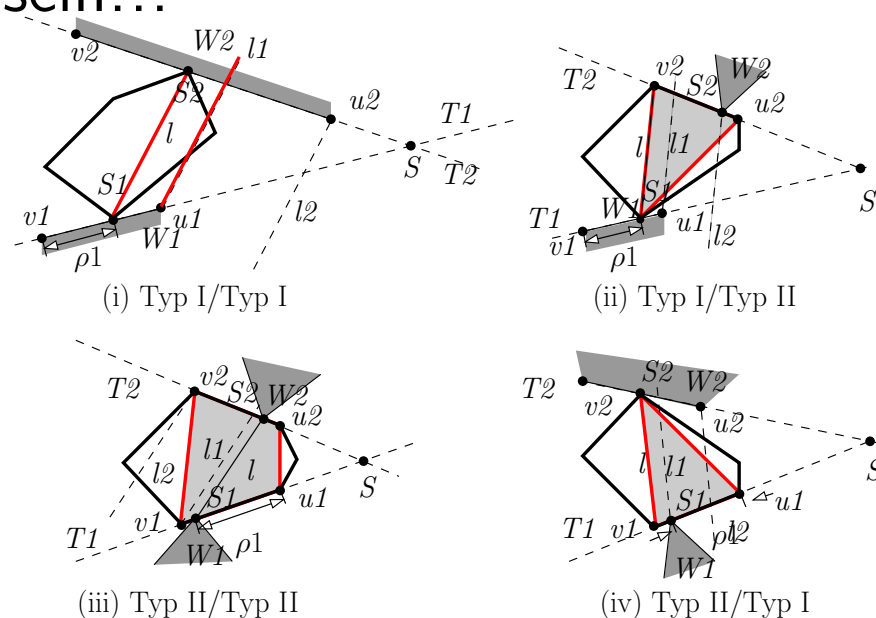 sein...
v2 W2 l1
S2 u2
l T1
S
S1 T2
v1 u1 l2
W1
ρ1
(i) Typ I/Typ I
T2 v2 S2 W2
u2
l l1
S1 S
W1
T1 u1
v1 l2
ρ1
(ii) Typ I/Typ II
T2 v2 S2 W2
u2
l1
l2 l
S
S1 u1
v1
T1
W1 ρ1
(iii) Typ II/Typ II
S2
T2 W2
v2 u2
l l1 S
S1 u1
T1 v1 ρ1 l2
W1
(iv) Typ II/Typ I